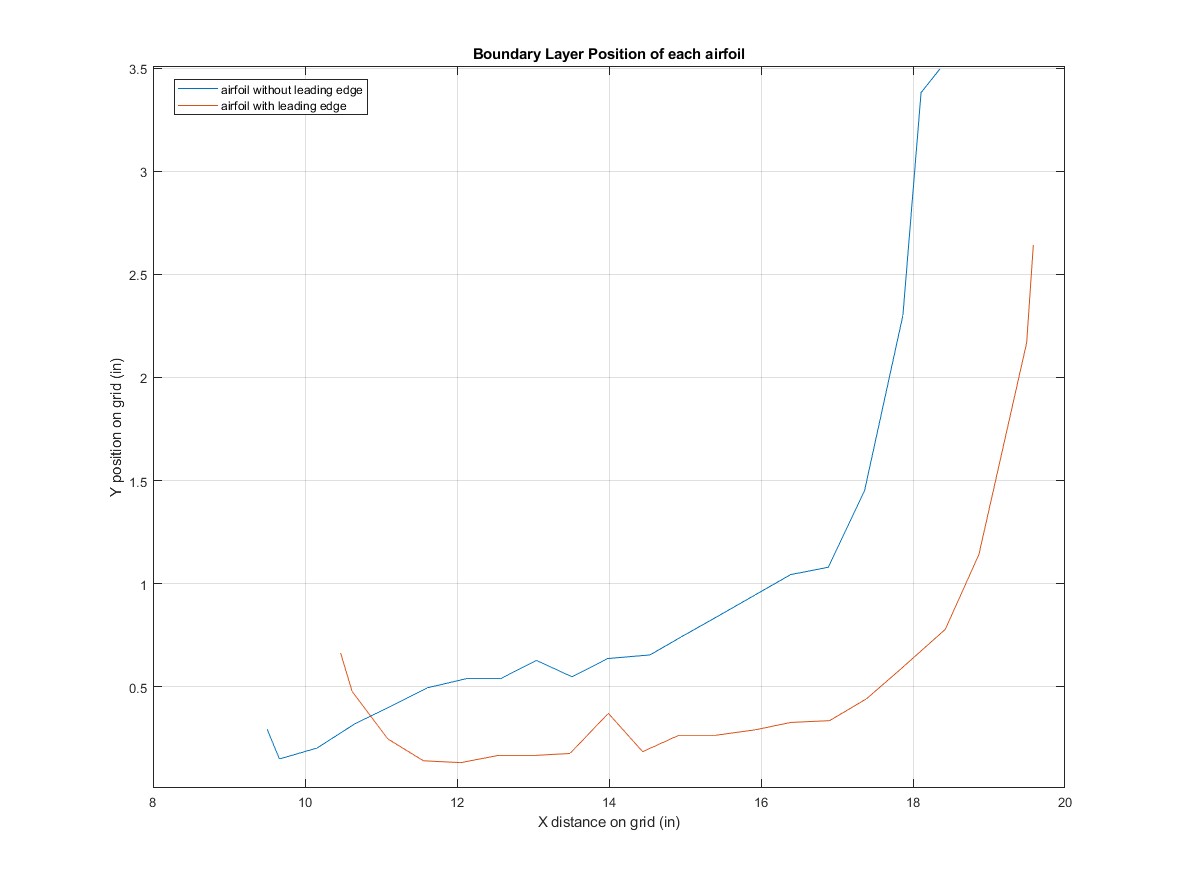 Boundary Layer Position of each airfoil
airfoil without leading edge
airfoil with leading edge
3.5
3
2.5
2
1.5
1
0.5
Y position on grid (in)
8 10 12 14 16 18 20
X distance on grid (in)